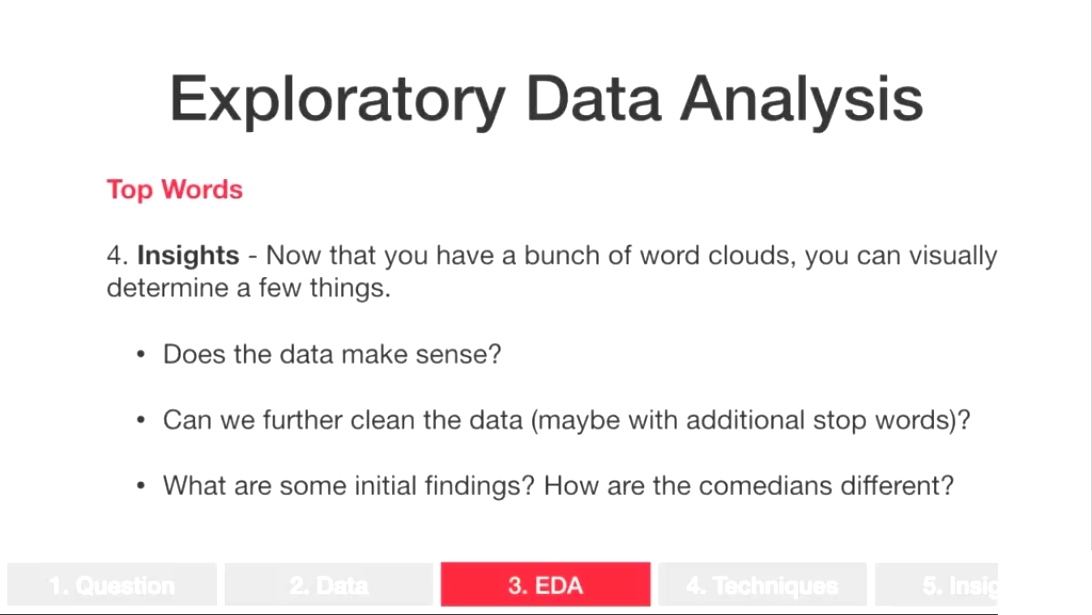 Exploratory Data Analysis
Top Words
4. Insights - Now that you have a bunch of word clouds, you can visually
determine a few things.
• Does the data make sense?
• Can we further clean the data (maybe with additional stop words)?
• What are some initial findings? How are the comedians different?
1. Question 2. Data 3. EDA 4. Techniques 5. Insig